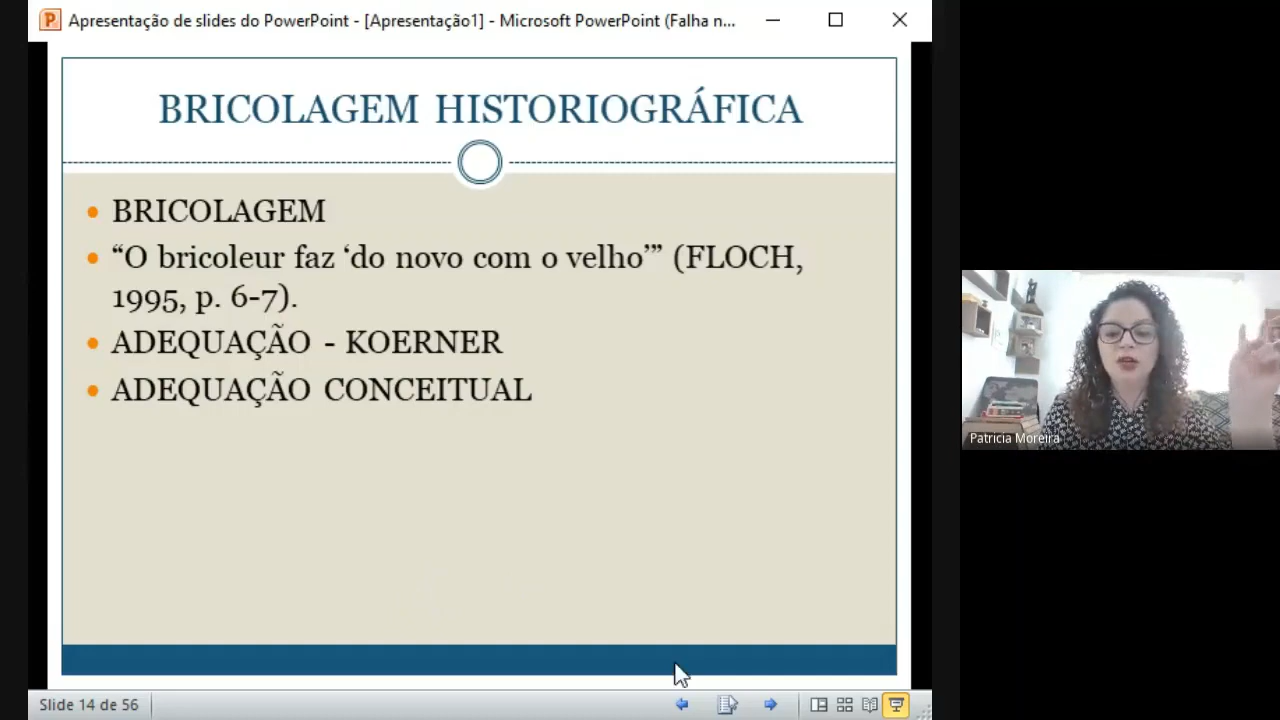 Apresentação de slides do PowerPoint - [Apresentação1] - Microsoft PowerPoint (Falha n...
BRICOLAGEM HISTORIOGRÁFICA
BRICOLAGEM
“O bricoleur faz ‘do novo com o velho’” (FLOCH,
1995, p. 6-7).
ADEQUAÇÃO - KOERNER
ADEQUAÇÃO CONCEITUAL
Patricia Moreira
Slide 14 de 56